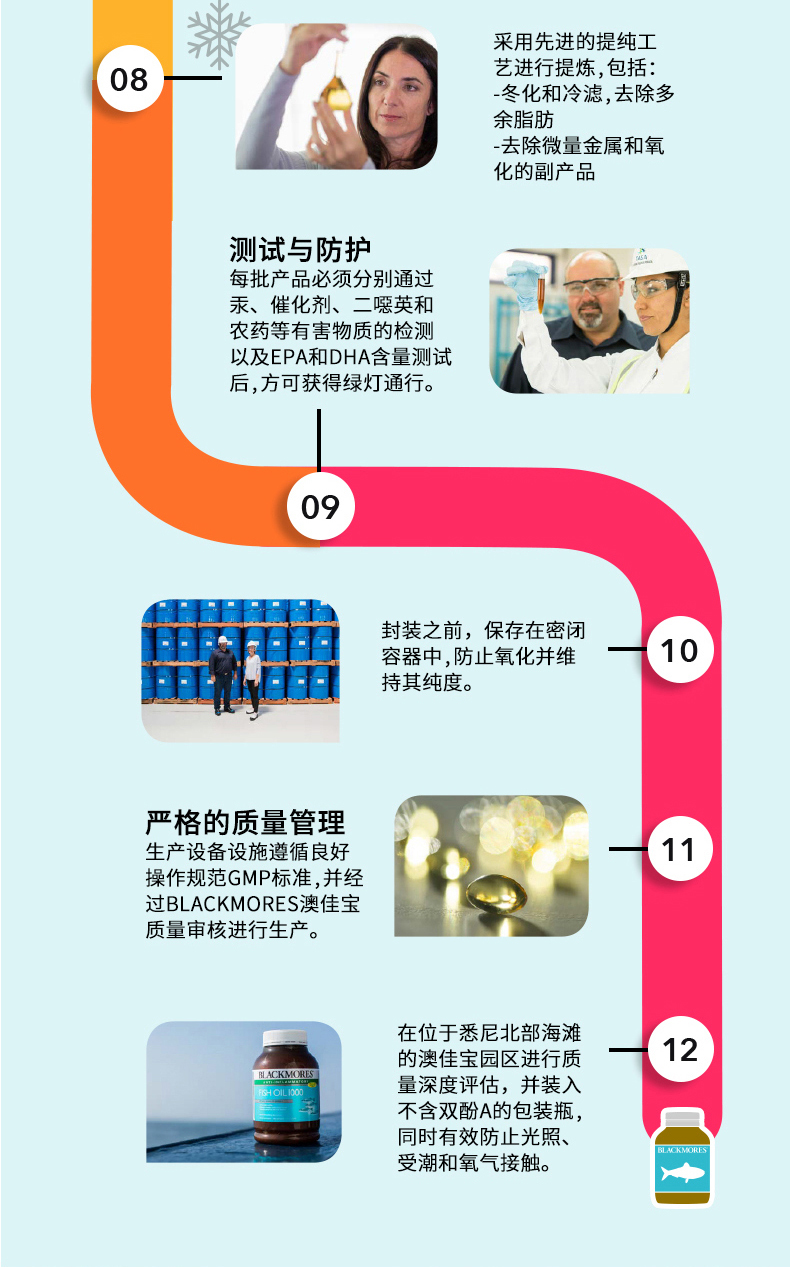 08
采用先进的提纯工
艺进行提炼,包括：
-冬化和冷滤,去除多
余脂肪
-去除微量金属和氧
化的副产品
测试与防护
每批产品必须分别通过
汞、催化剂、二噁英和
农药等有害物质的检测
以及EPA和DHA含量测试
后,方可获得绿灯通行。
09
封装之前，保存在密闭
容器中,防止氧化并维
持其纯度。
10
严格的质量管理
生产设备设施遵循良好
操作规范GMP标准,并经
过BLACKMORES澳佳宝
质量审核进行生产。
11
BLACKMORES
FISH OIL 1000
在位于悉尼北部海滩
的澳佳宝园区进行质
量深度评估，并装入
不含双酚A的包装瓶,
同时有效防止光照、
受潮和氧气接触。
12
BLACKMORES